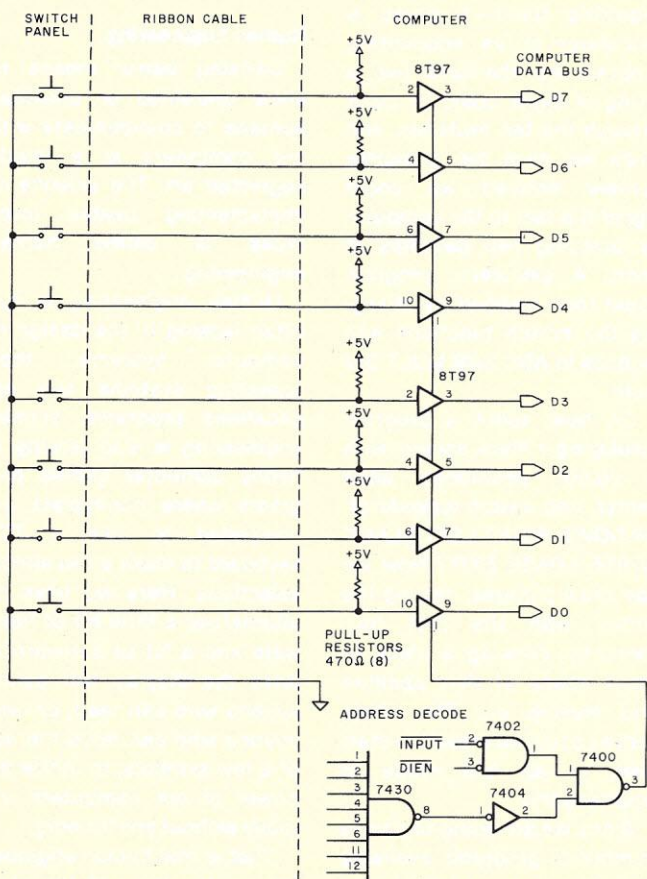 SWITCH PANEL
RIBBON CABLE
COMPUTER
+5V
8T97
COMPUTER DATA BUS
2
3
D7
+5V
4
5
D6
+5V
6
7
D5
+5V
10
9
D4
1
+5V
8T97
2
3
D3
+5V
4
5
D2
+5V
6
7
D1
+5V
10
9
D0
1
PULL-UP
RESISTORS
470Ω (8)
ADDRESS DECODE
7402
INPUT
2
1
7400
DIEN
3
1
3
2
1
2
3
7430
4
8
7404
1
2
5
6
11
12